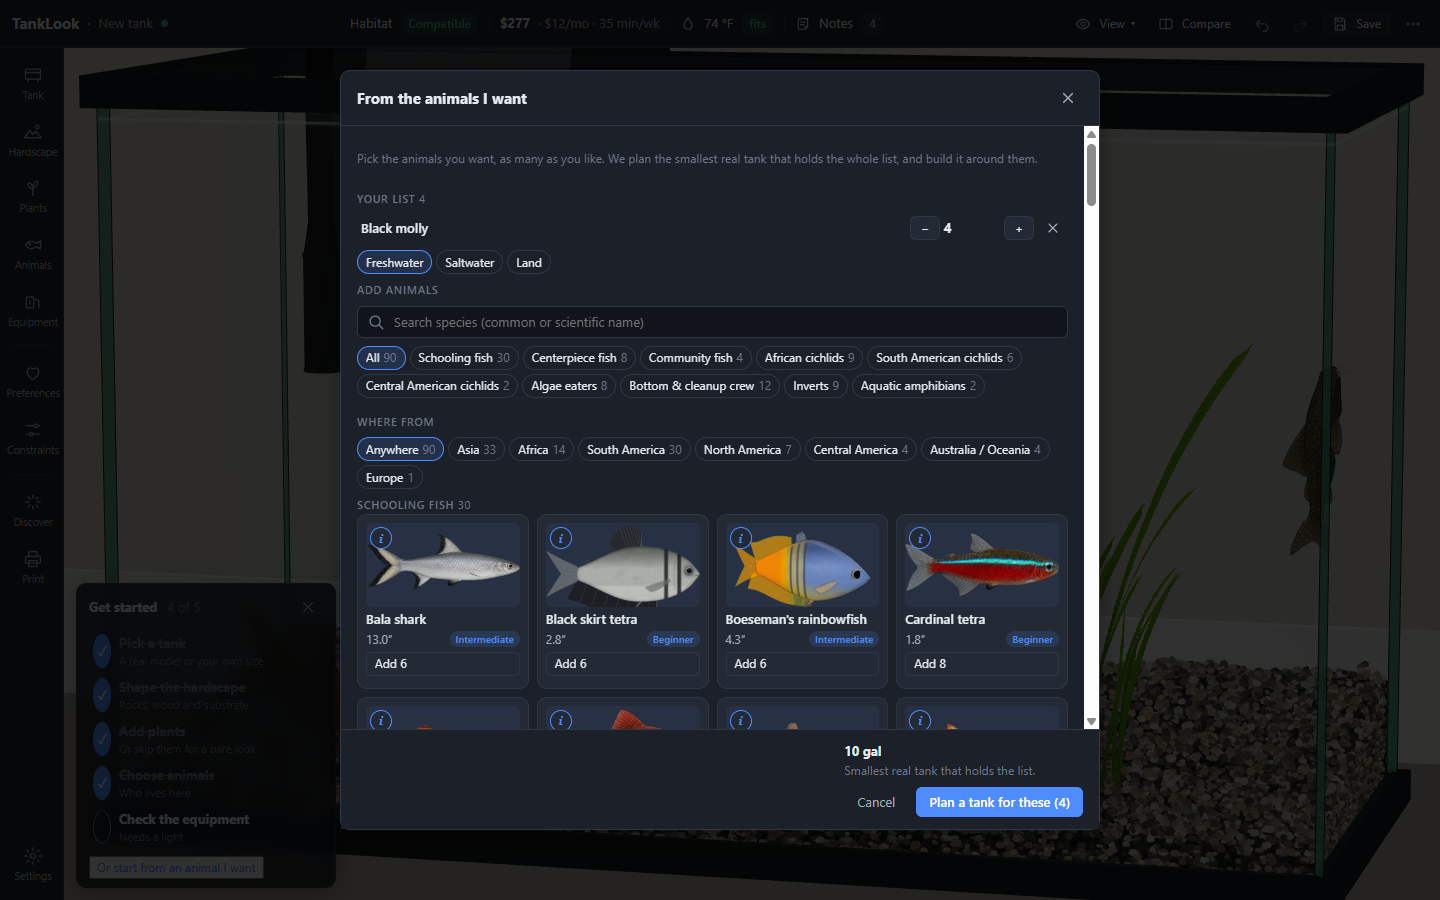 TankLook · New tank
Habitat Compatible $277 · $12/mo · 35 min/wk 74 °F fits Notes 4 View Compare Save
Tank
Hardscape
Plants
Animals
Equipment
Preferences
Constraints
Discover
Print
Settings
From the animals I want
Pick the animals you want, as many as you like. We plan the smallest real tank that holds the whole list, and build it around them.
YOUR LIST 4
Black molly − 4 +
Freshwater Saltwater Land
ADD ANIMALS
Search species (common or scientific name)
All 90 Schooling fish 30 Centerpiece fish 8 Community fish 4 African cichlids 9 South American cichlids 6
Central American cichlids 2 Algae eaters 8 Bottom & cleanup crew 12 Inverts 9 Aquatic amphibians 2
WHERE FROM
Anywhere 90 Asia 33 Africa 14 South America 30 North America 7 Central America 4 Australia / Oceania 4
Europe 1
SCHOOLING FISH 30
i i i i
Bala shark Black skirt tetra Boeseman's rainbowfish Cardinal tetra
13.0" Intermediate 2.8" Beginner 4.3" Intermediate 1.8" Beginner
Add 6 Add 6 Add 6 Add 8
i i i i
10 gal
Smallest real tank that holds the list.
Cancel Plan a tank for these (4)
Get started 4 of 5
Pick a tank
A real model or your own size
Shape the hardscape
Rocks, wood and substrate
Add plants
Or skip them for a bare look
Choose animals
Who lives here
Check the equipment
Needs a light
Or start from an animal I want